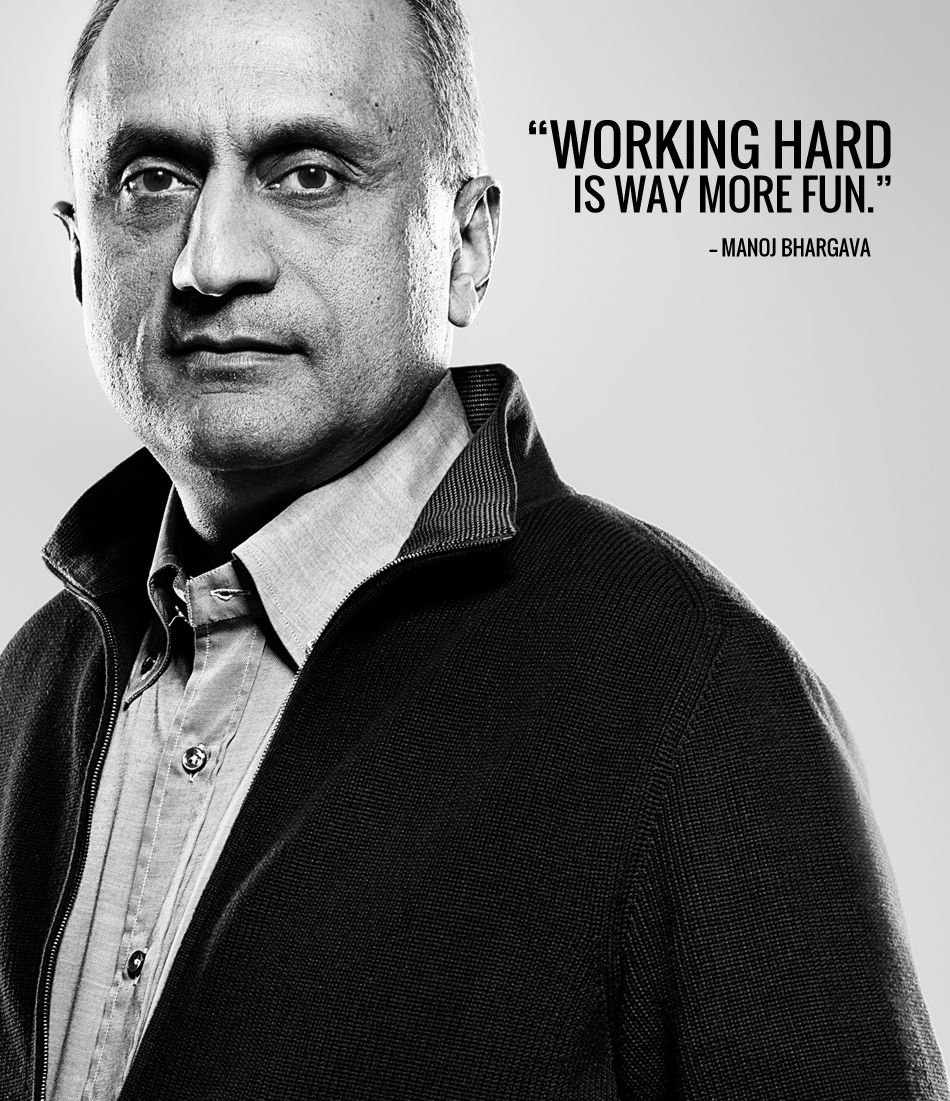 “WORKING HARD
IS WAY MORE FUN.”
– MANOJ BHARGAVA